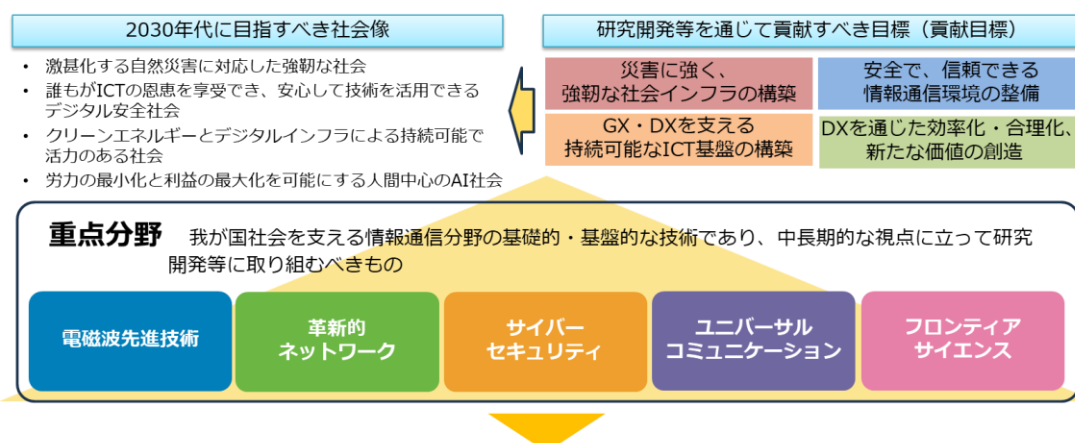 2030年代に目指すべき社会像
• 激甚化する自然災害に対応した強靭な社会
• 誰もがICTの恩恵を享受でき、安心して技術を活用できる
デジタル安全社会
• クリーンエネルギーとデジタルインフラによる持続可能で
活力のある社会
• 労力の最小化と利益の最大化を可能にする人間中心のAI社会
研究開発等を通じて貢献すべき目標（貢献目標）
災害に強く、
強靭な社会インフラの構築
安全で、信頼できる
情報通信環境の整備
GX・DXを支える
持続可能なICT基盤の構築
DXを通じた効率化・合理化、
新たな価値の創造
重点分野 我が国社会を支える情報通信分野の基礎的・基盤的な技術であり、中長期的な視点に立って研究
開発等に取り組むべきもの
電磁波先進技術
革新的
ネットワーク
サイバー
セキュリティ
ユニバーサル
コミュニケーション
フロンティア
サイエンス